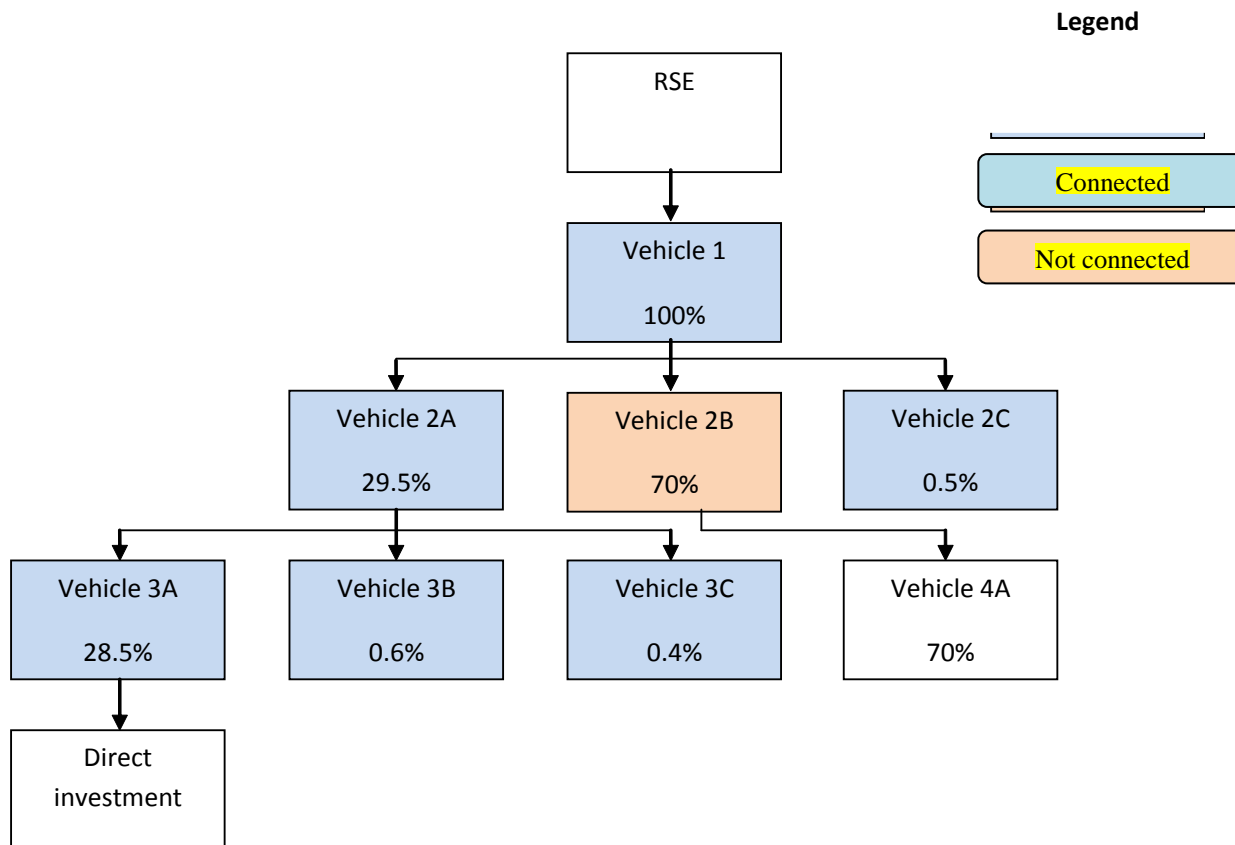 Legend
RSE
Connected
Not connected
Vehicle 1
100%
Vehicle 2A
29.5%
Vehicle 2B
70%
Vehicle 2C
0.5%
Vehicle 3A
28.5%
Vehicle 3B
0.6%
Vehicle 3C
0.4%
Vehicle 4A
70%
Direct
investment